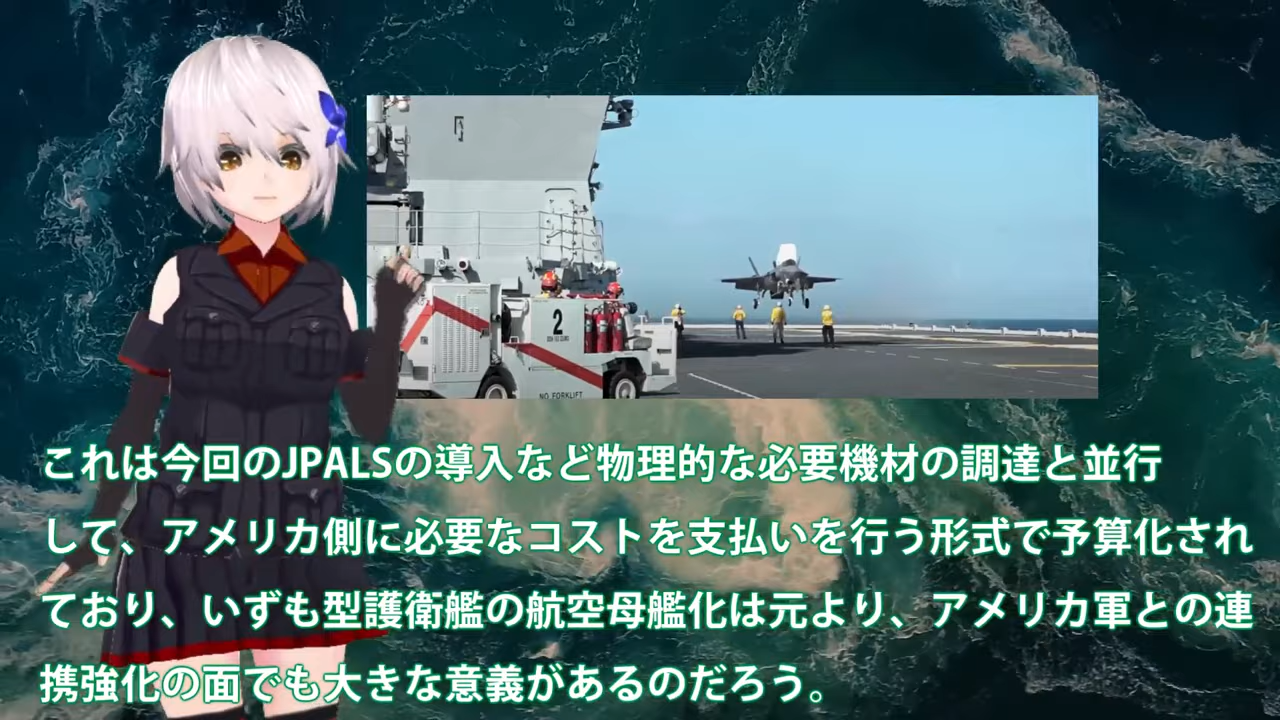 2
NO FORKLIFT
これは今回のJPALSの導入など物理的な必要機材の調達と並行
して、アメリカ側に必要なコストを支払いを行う形式で予算化され
ており、いずも型護衛艦の航空母艦化は元より、アメリカ軍との連
携強化の面でも大きな意義があるのだろう。